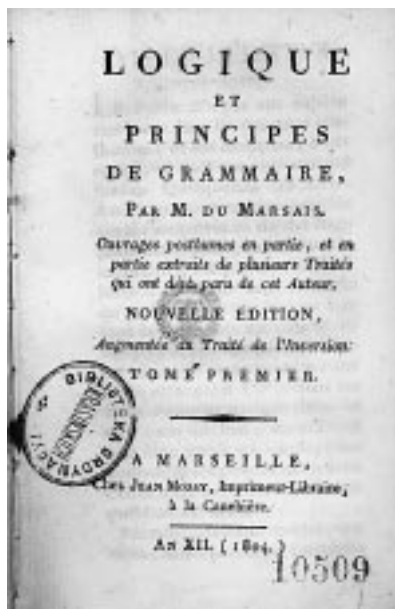 LOGIQUE
ET
PRINCIPES
DE GRAMMAIRE,
PAR M. DU MARSAIS.
Ouvrages posthumes en partie, et en
partie extraits de plusieurs Traités
qui ont déjà paru de cet Auteur.
NOUVELLE ÉDITION,
Augmentée du Traité de l'Inversion.
TOME PREMIER.
BIBLIOTEKA ORDYNACYI
A MARSEILLE,
Chez JEAN MOSSY, Imprimeur-Libraire,
à la Canebière.
AN XII. (1804.)
10509